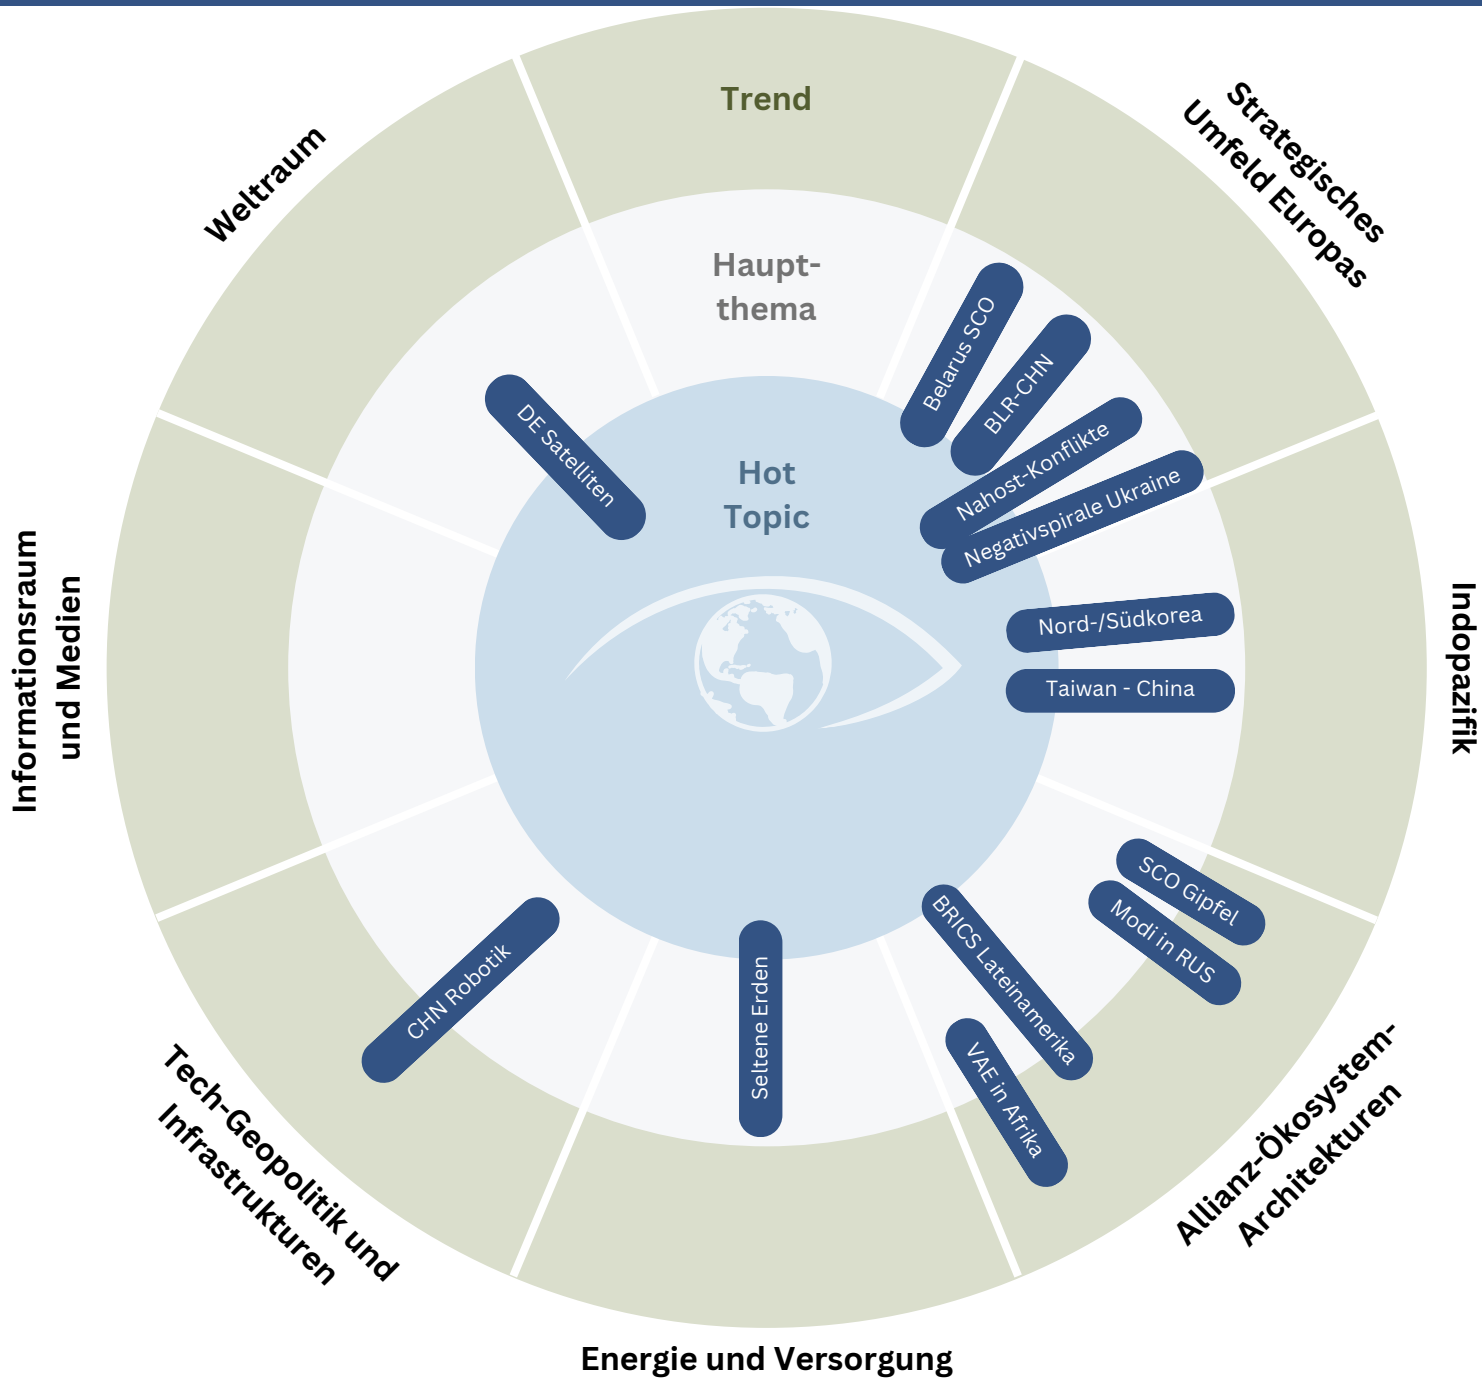 Trend
Haupt-
thema
Hot
Topic
Strategisches
Umfeld Europas
Belarus SCO
BLR-CHN
Nahost-Konflikte
Negativspirale Ukraine
Indopazifik
Nord-/Südkorea
Taiwan - China
Allianz-Ökosystem-
Architekturen
SCO Gipfel
Modi in RUS
BRICS Lateinamerika
VAE in Afrika
Energie und Versorgung
Seltene Erden
Tech-Geopolitik und
Infrastrukturen
CHN Robotik
Informationsraum
und Medien
Weltraum
DE Satelliten